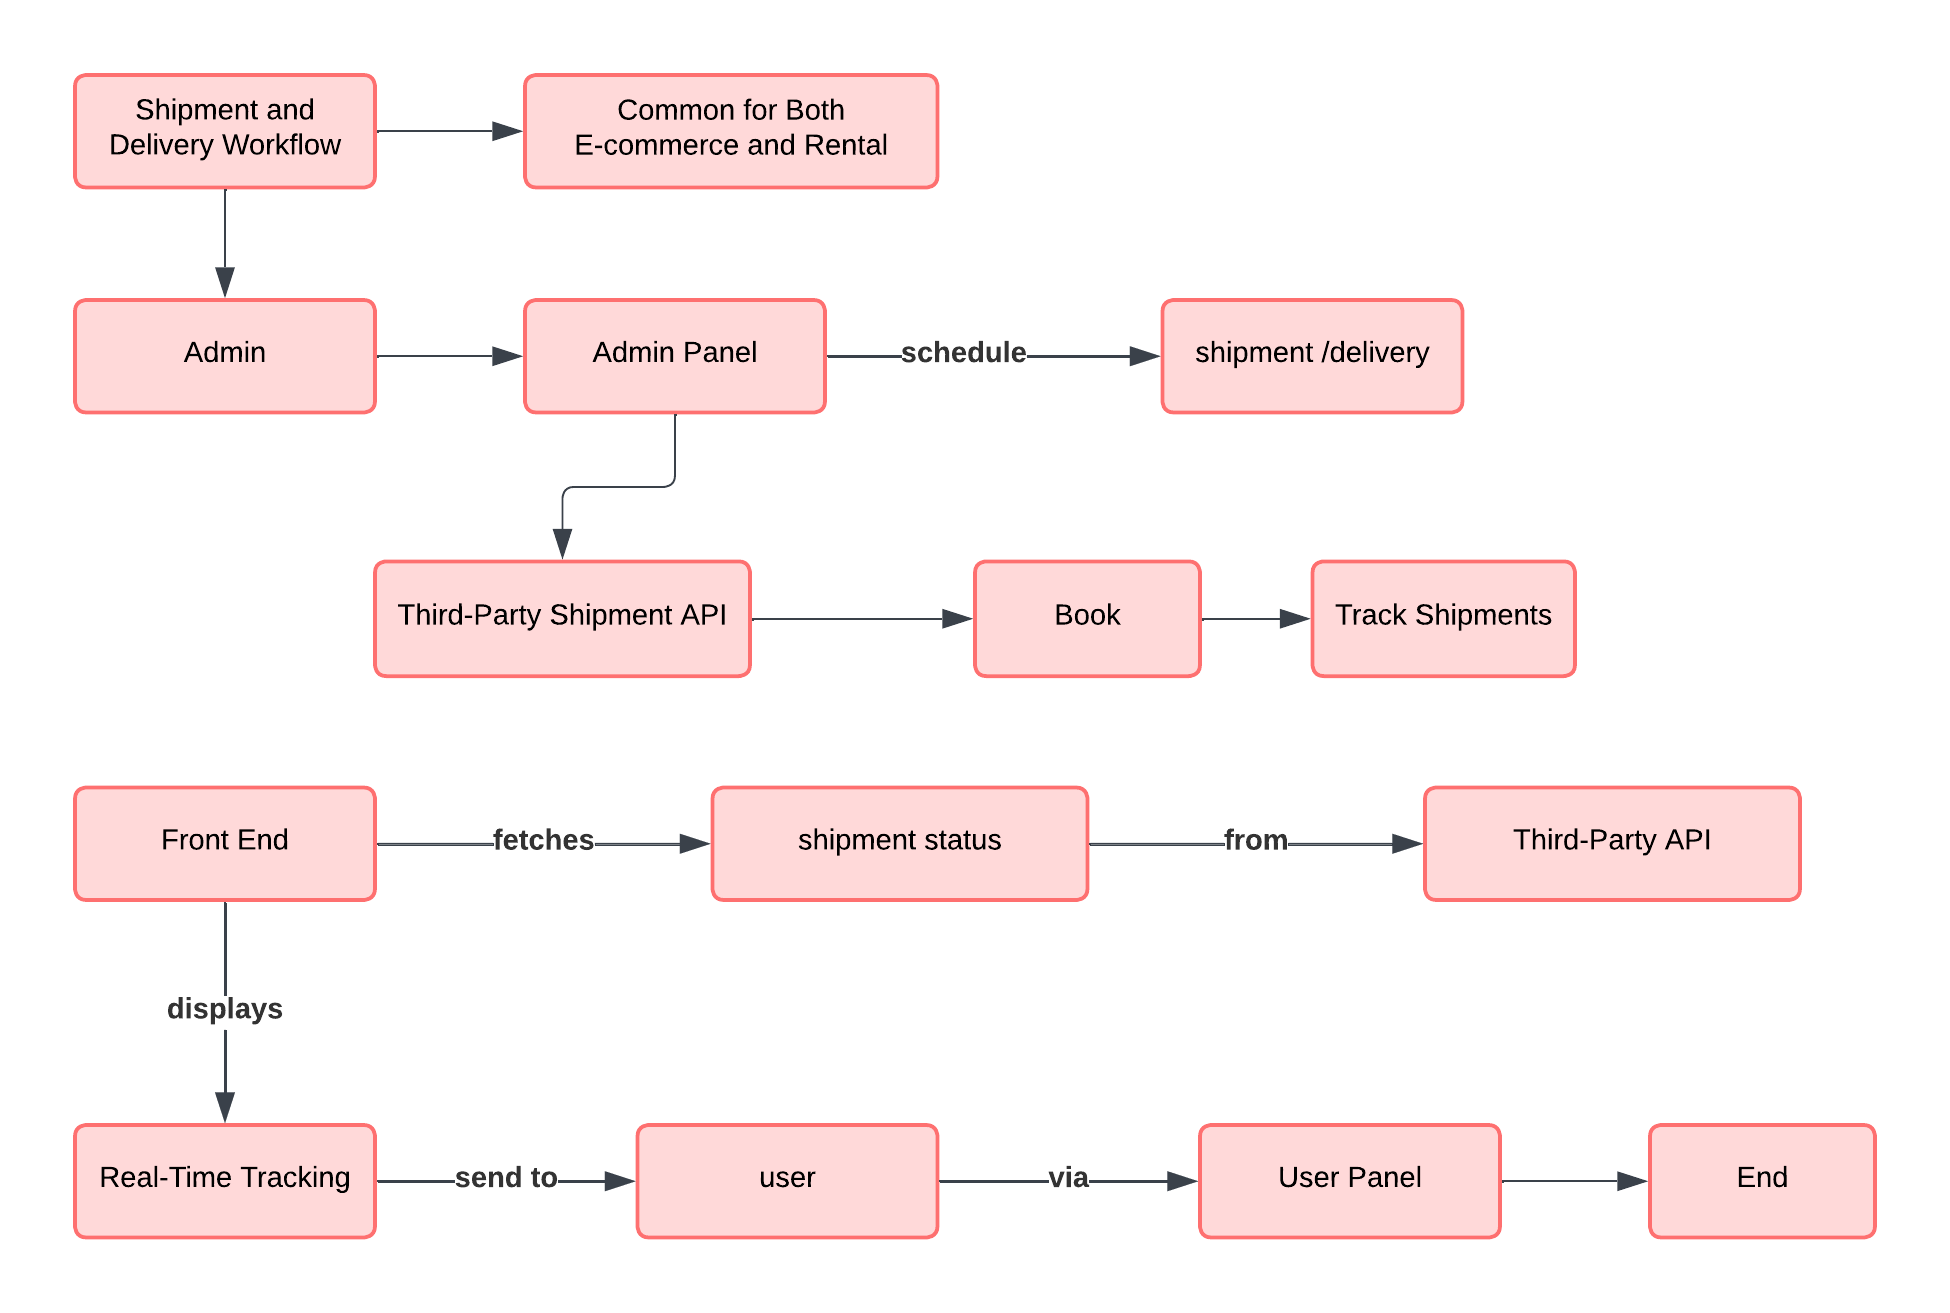 Shipment and
Delivery Workflow
Common for Both
E-commerce and Rental
Admin
Admin Panel
schedule
shipment /delivery
Third-Party Shipment API
Book
Track Shipments
Front End
fetches
shipment status
from
Third-Party API
displays
Real-Time Tracking
send to
user
via
User Panel
End